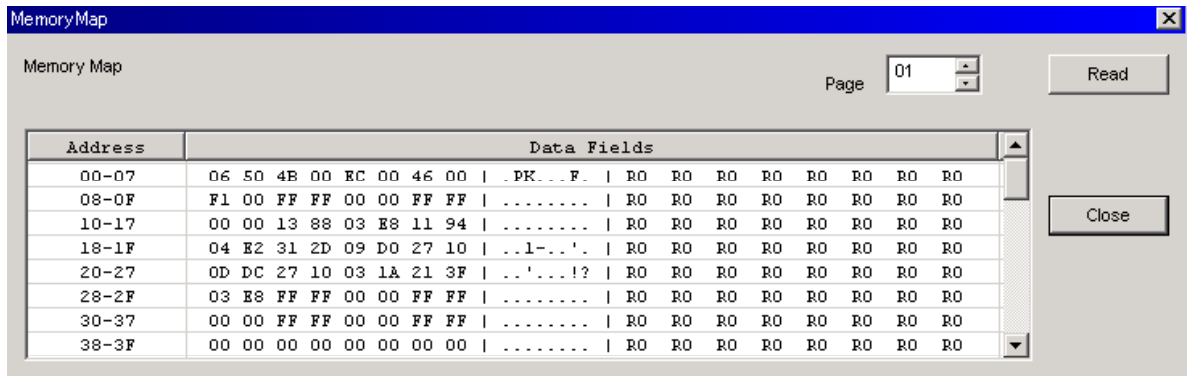 MemoryMap
Memory Map
Page 01 Read
Address Data Fields
00-07 06 50 4B 00 EC 00 46 00 | .PK...F. | RO RO RO RO RO RO RO RO
08-0F F1 00 FF FF 00 00 FF FF | ........ | RO RO RO RO RO RO RO RO
10-17 00 00 13 88 03 E8 11 94 | ........ | RO RO RO RO RO RO RO RO
18-1F 04 E2 31 2D 09 D0 27 10 | ..1-..'. | RO RO RO RO RO RO RO RO
20-27 0D DC 27 10 03 1A 21 3F | ..'...!? | RO RO RO RO RO RO RO RO
28-2F 03 E8 FF FF 00 00 FF FF | ........ | RO RO RO RO RO RO RO RO
30-37 00 00 FF FF 00 00 FF FF | ........ | RO RO RO RO RO RO RO RO
38-3F 00 00 00 00 00 00 00 00 | ........ | RO RO RO RO RO RO RO RO
Close